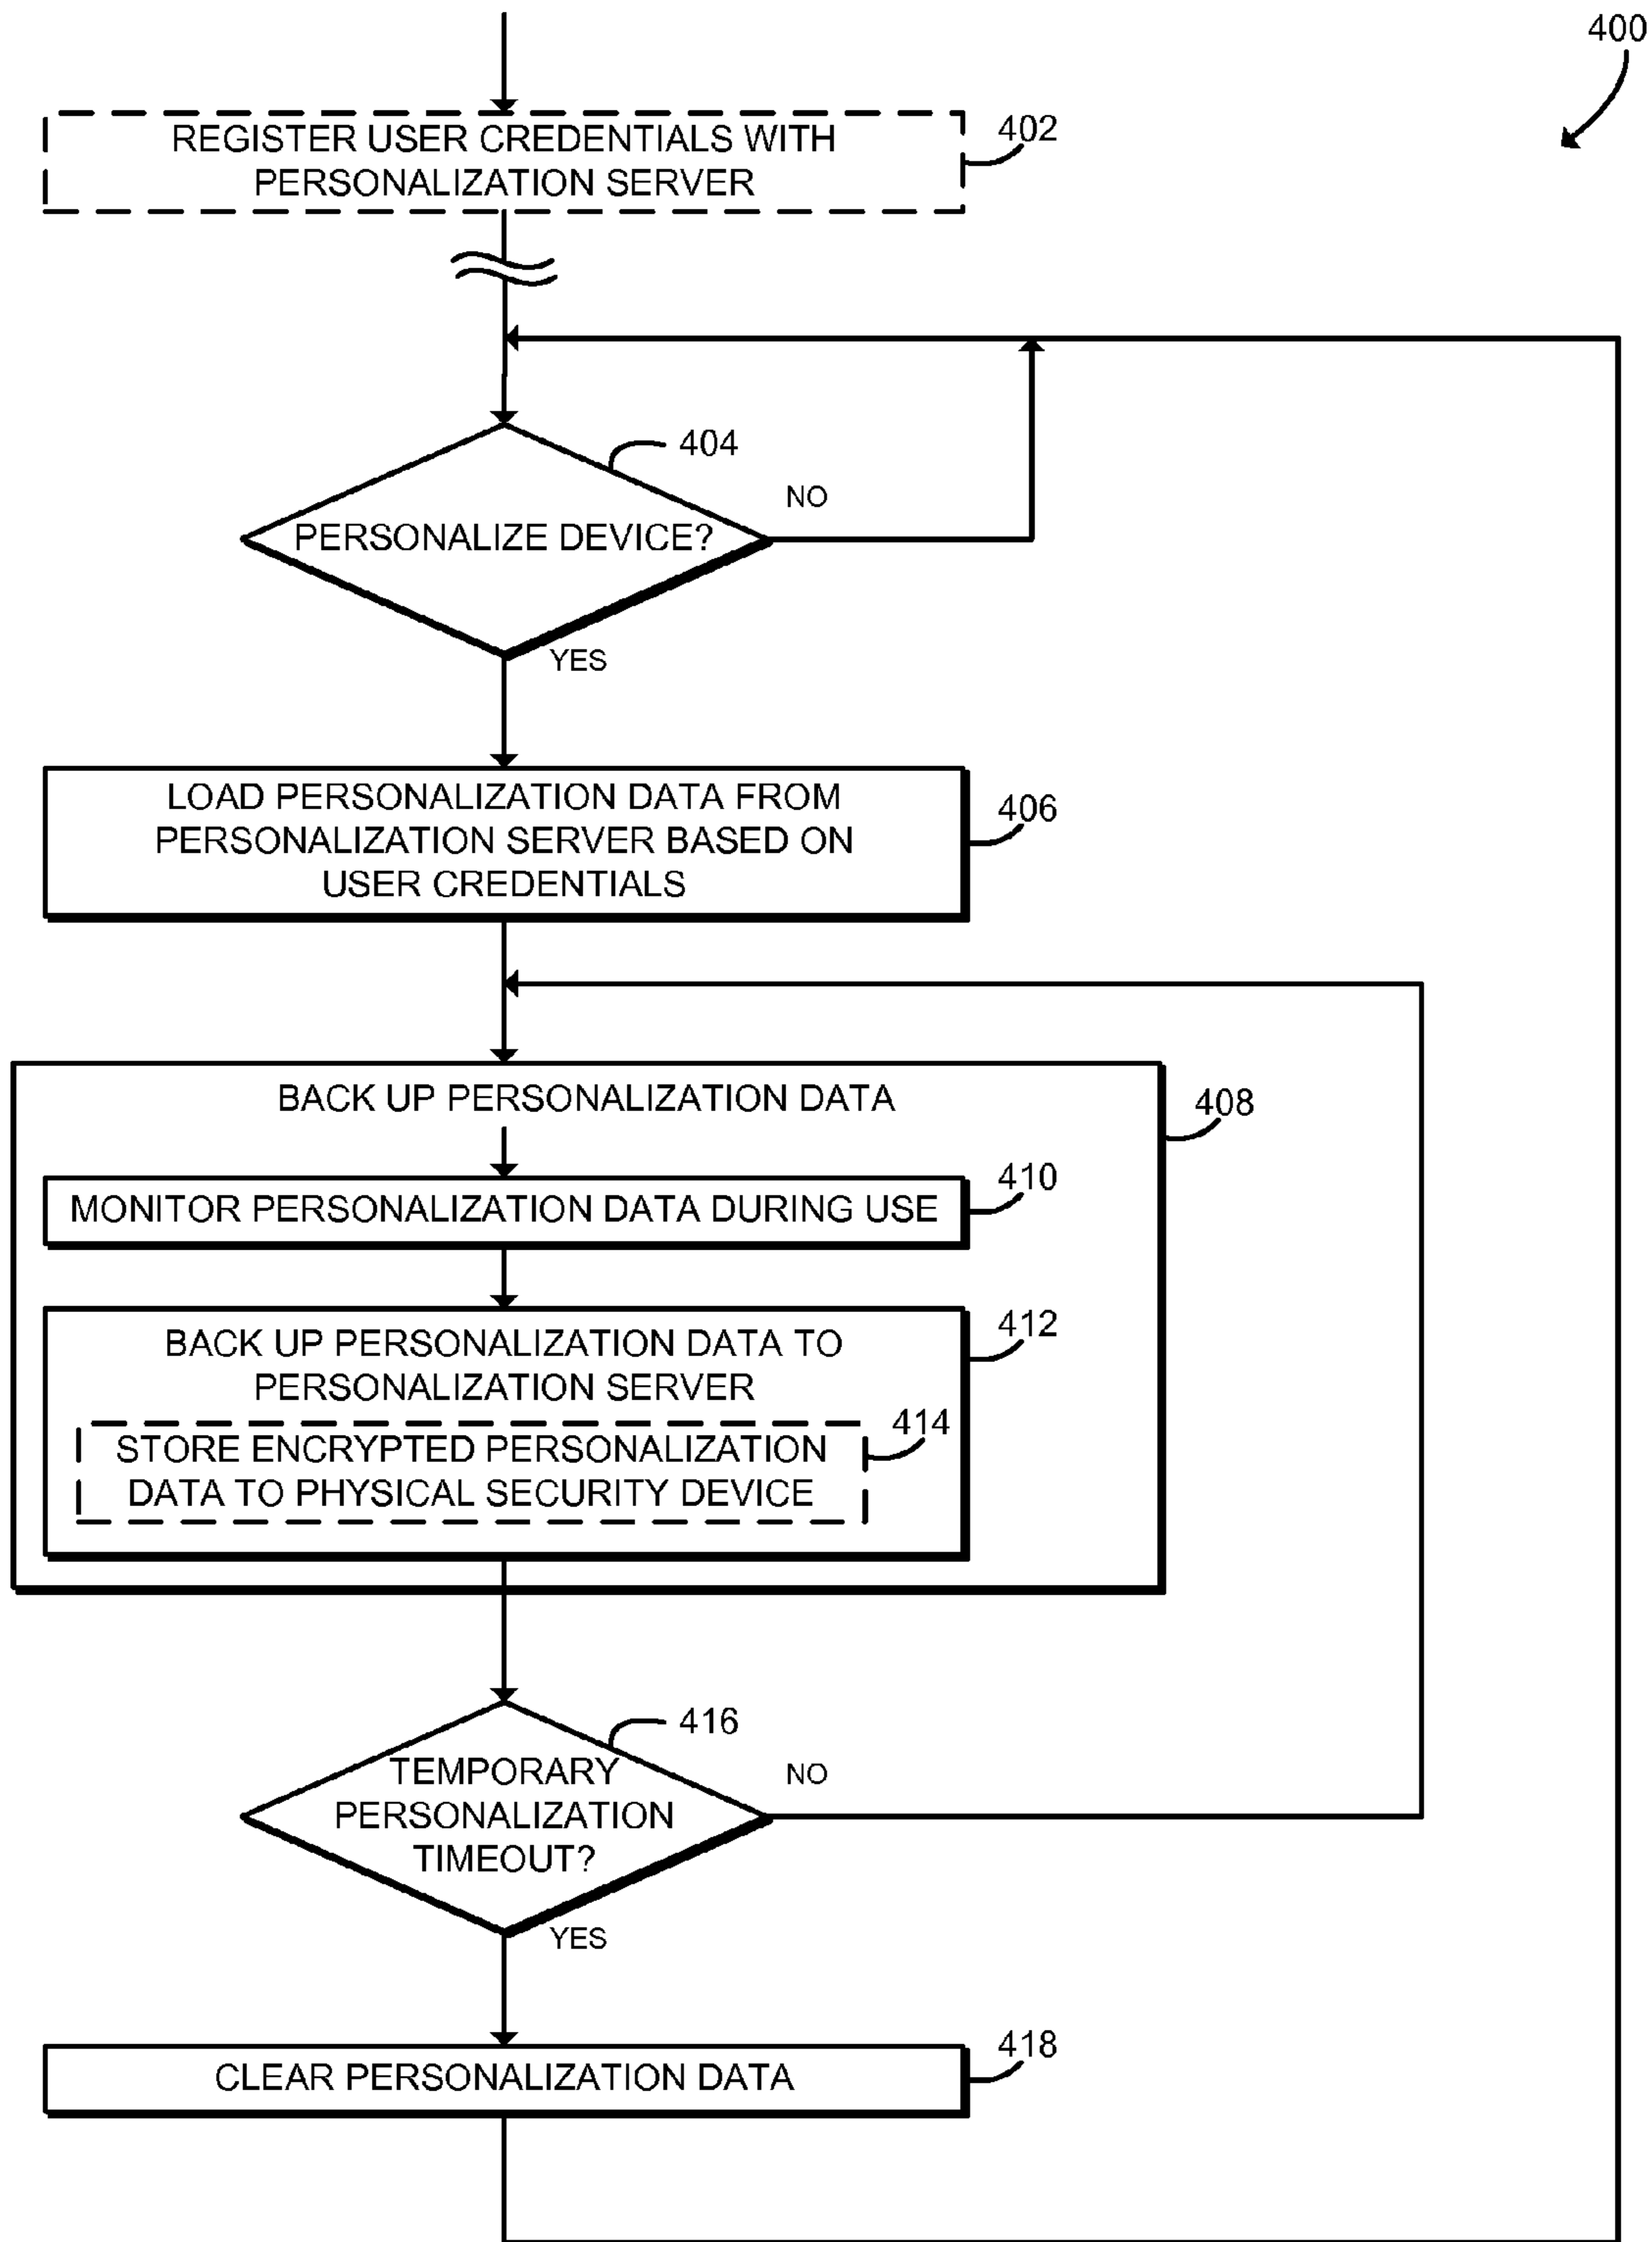 400
REGISTER USER CREDENTIALS WITH
PERSONALIZATION SERVER
402
404
NO
PERSONALIZE DEVICE?
YES
LOAD PERSONALIZATION DATA FROM
PERSONALIZATION SERVER BASED ON
USER CREDENTIALS
406
BACK UP PERSONALIZATION DATA
408
MONITOR PERSONALIZATION DATA DURING USE
410
BACK UP PERSONALIZATION DATA TO
PERSONALIZATION SERVER
412
STORE ENCRYPTED PERSONALIZATION
DATA TO PHYSICAL SECURITY DEVICE
414
416
TEMPORARY
PERSONALIZATION
TIMEOUT?
NO
YES
CLEAR PERSONALIZATION DATA
418